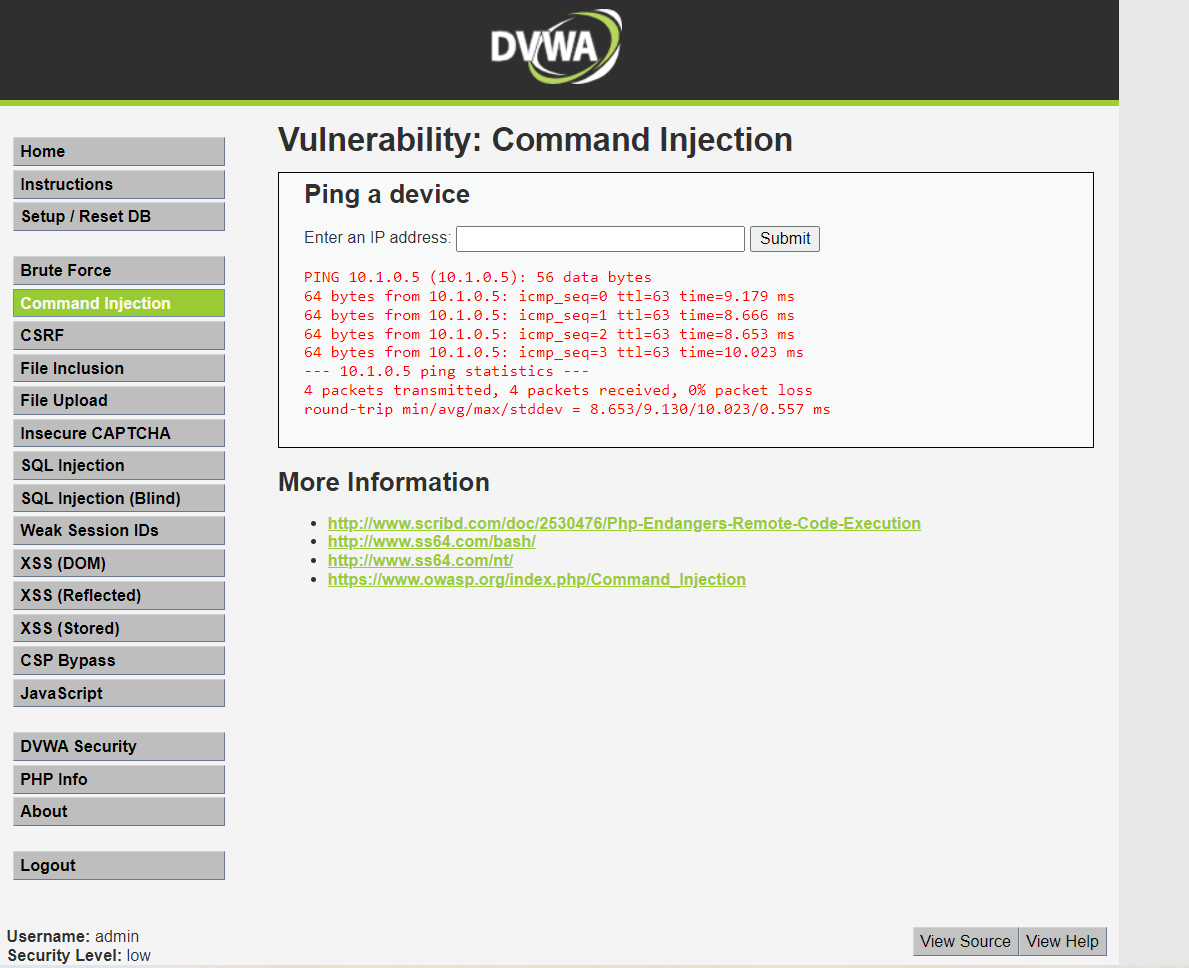 DVWA
Vulnerability: Command Injection
Home
Instructions
Setup / Reset DB
Brute Force
Command Injection
CSRF
File Inclusion
File Upload
Insecure CAPTCHA
SQL Injection
SQL Injection (Blind)
Weak Session IDs
XSS (DOM)
XSS (Reflected)
XSS (Stored)
CSP Bypass
JavaScript
DVWA Security
PHP Info
About
Logout
Ping a device
Enter an IP address: Submit
PING 10.1.0.5 (10.1.0.5): 56 data bytes
64 bytes from 10.1.0.5: icmp_seq=0 ttl=63 time=9.179 ms
64 bytes from 10.1.0.5: icmp_seq=1 ttl=63 time=8.666 ms
64 bytes from 10.1.0.5: icmp_seq=2 ttl=63 time=8.653 ms
64 bytes from 10.1.0.5: icmp_seq=3 ttl=63 time=10.023 ms
--- 10.1.0.5 ping statistics ---
4 packets transmitted, 4 packets received, 0% packet loss
round-trip min/avg/max/stddev = 8.653/9.130/10.023/0.557 ms
More Information
http://www.scribd.com/doc/2530476/Php-Endangers-Remote-Code-Execution
http://www.ss64.com/bash/
http://www.ss64.com/nt/
https://www.owasp.org/index.php/Command_Injection
Username: admin
Security Level: low
View Source View Help